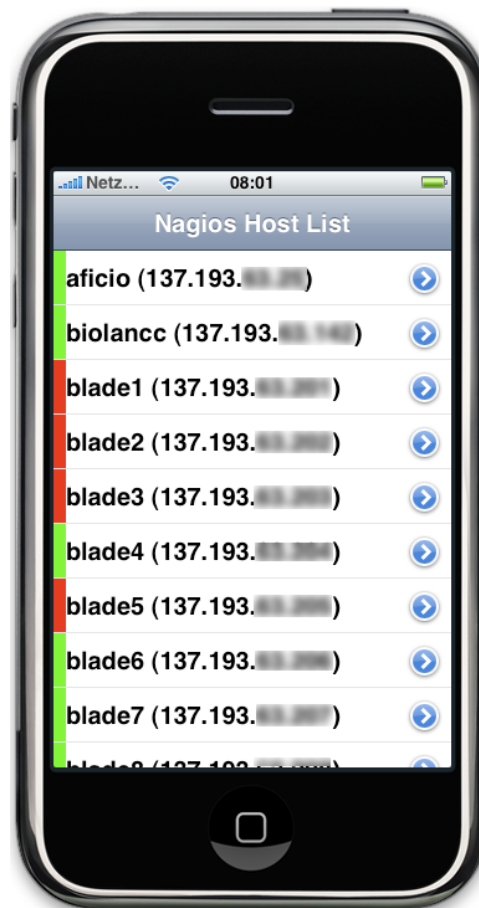 Netz... 08:01
Nagios Host List
aficio (137.193. )
biolancc (137.193. )
blade1 (137.193. )
blade2 (137.193. )
blade3 (137.193. )
blade4 (137.193. )
blade5 (137.193. )
blade6 (137.193. )
blade7 (137.193. )